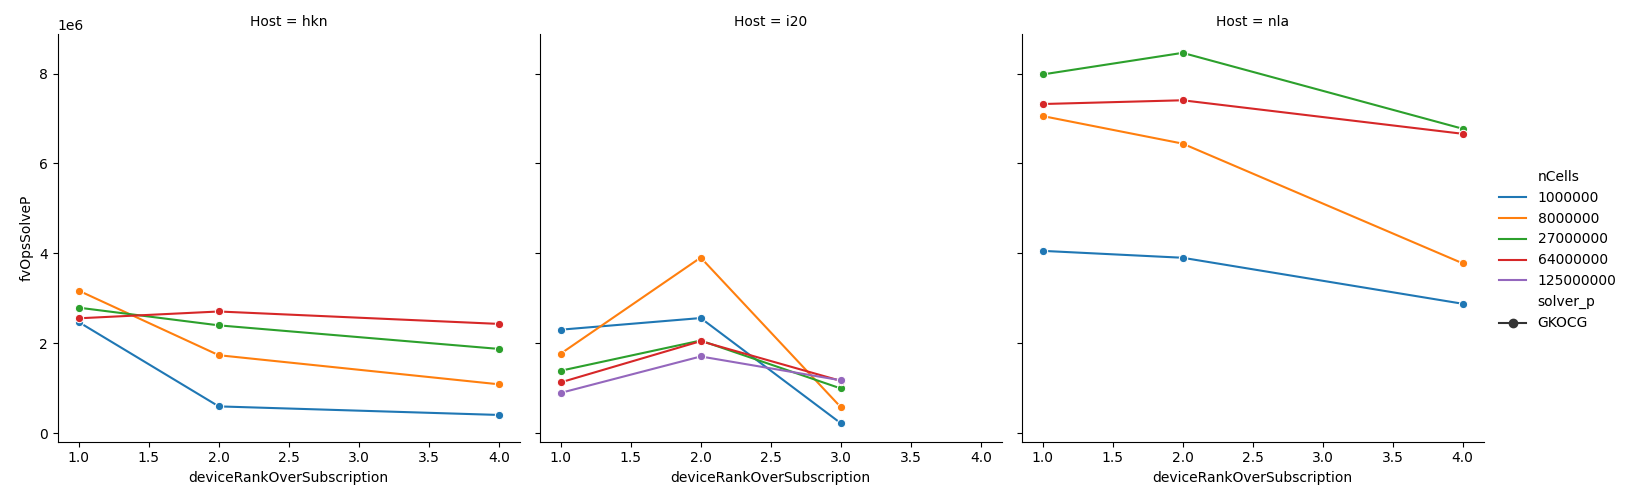 Host = hkn
Host = i20
Host = nla
1e6
8
6
4
2
0
fvOpsSolveP
1.0 1.5 2.0 2.5 3.0 3.5 4.0
1.0 1.5 2.0 2.5 3.0 3.5 4.0
1.0 1.5 2.0 2.5 3.0 3.5 4.0
deviceRankOverSubscription
deviceRankOverSubscription
deviceRankOverSubscription
nCells
1000000
8000000
27000000
64000000
125000000
solver_p
GKOCG